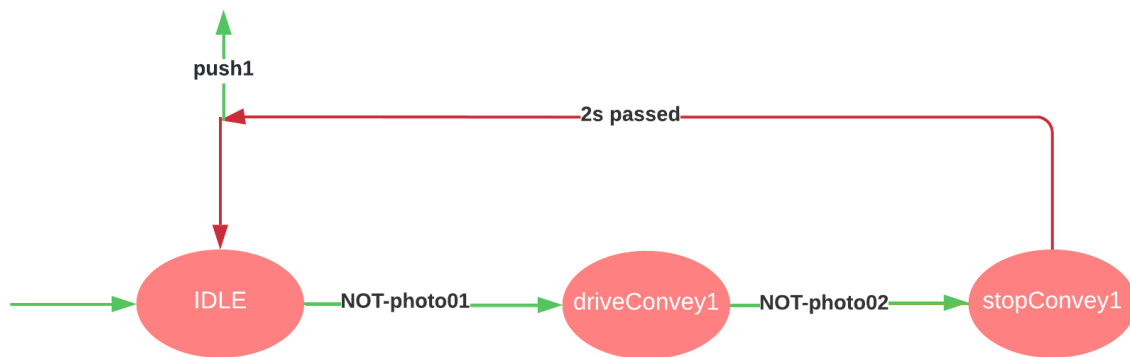 push1
2s passed
IDLE
NOT-photo01
driveConvey1
NOT-photo02
stopConvey1